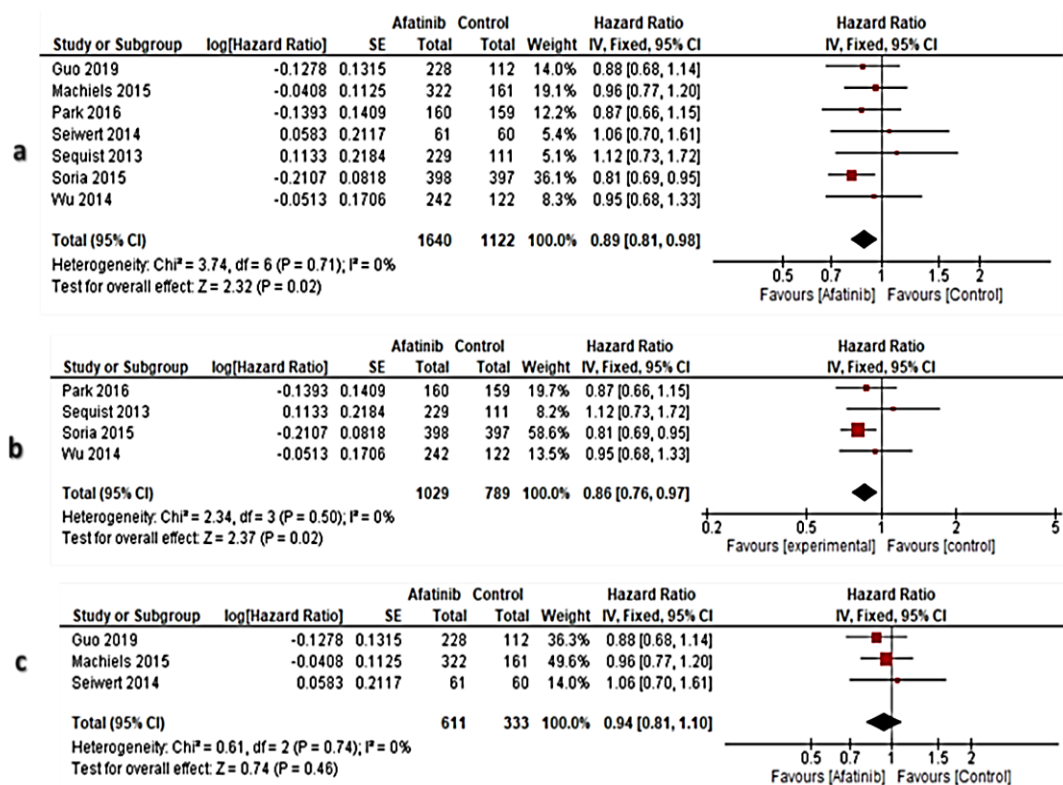 a
Afatinib Control Hazard Ratio Hazard Ratio
Study or Subgroup log[Hazard Ratio] SE Total Total Weight IV, Fixed, 95% CI IV, Fixed, 95% CI
Guo 2019 -0.1278 0.1315 228 112 14.0% 0.88 [0.68, 1.14]
Machiels 2015 -0.0408 0.1125 322 161 19.1% 0.96 [0.77, 1.20]
Park 2016 -0.1393 0.1409 160 159 12.2% 0.87 [0.66, 1.15]
Seiwert 2014 0.0583 0.2117 61 60 5.4% 1.06 [0.70, 1.61]
Sequist 2013 0.1133 0.2184 229 111 5.1% 1.12 [0.73, 1.72]
Soria 2015 -0.2107 0.0818 398 397 36.1% 0.81 [0.69, 0.95]
Wu 2014 -0.0513 0.1706 242 122 8.3% 0.95 [0.68, 1.33]
Total (95% CI) 1640 1122 100.0% 0.89 [0.81, 0.98]
Heterogeneity: Chi² = 3.74, df = 6 (P = 0.71); I² = 0%
Test for overall effect: Z = 2.32 (P = 0.02)
0.5 0.7 1 1.5 2
Favours [Afatinib] Favours [Control]
b
Afatinib Control Hazard Ratio Hazard Ratio
Study or Subgroup log[Hazard Ratio] SE Total Total Weight IV, Fixed, 95% CI IV, Fixed, 95% CI
Park 2016 -0.1393 0.1409 160 159 19.7% 0.87 [0.66, 1.15]
Sequist 2013 0.1133 0.2184 229 111 8.2% 1.12 [0.73, 1.72]
Soria 2015 -0.2107 0.0818 398 397 58.6% 0.81 [0.69, 0.95]
Wu 2014 -0.0513 0.1706 242 122 13.5% 0.95 [0.68, 1.33]
Total (95% CI) 1029 789 100.0% 0.86 [0.76, 0.97]
Heterogeneity: Chi² = 2.34, df = 3 (P = 0.50); I² = 0%
Test for overall effect: Z = 2.37 (P = 0.02)
0.2 0.5 1 2 5
Favours [experimental] Favours [control]
c
Afatinib Control Hazard Ratio Hazard Ratio
Study or Subgroup log[Hazard Ratio] SE Total Total Weight IV, Fixed, 95% CI IV, Fixed, 95% CI
Guo 2019 -0.1278 0.1315 228 112 36.3% 0.88 [0.68, 1.14]
Machiels 2015 -0.0408 0.1125 322 161 49.6% 0.96 [0.77, 1.20]
Seiwert 2014 0.0583 0.2117 61 60 14.0% 1.06 [0.70, 1.61]
Total (95% CI) 611 333 100.0% 0.94 [0.81, 1.10]
Heterogeneity: Chi² = 0.61, df = 2 (P = 0.74); I² = 0%
Test for overall effect: Z = 0.74 (P = 0.46)
0.5 0.7 1 1.5 2
Favours [Afatinib] Favours [Control]